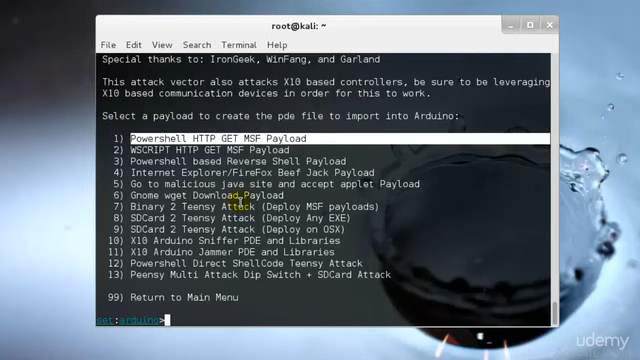 root@kali: ~
File Edit View Search Terminal Help
Special thanks to: IronGeek, WinFang, and Garland
This attack vector also attacks X10 based controllers, be sure to be leveraging
X10 based communication devices in order for this to work.
Select a payload to create the pde file to import into Arduino:
1) Powershell HTTP GET MSF Payload
2) WSCRIPT HTTP GET MSF Payload
3) Powershell based Reverse Shell Payload
4) Internet Explorer/FireFox Beef Jack Payload
5) Go to malicious java site and accept applet Payload
6) Gnome wget Download Payload
7) Binary 2 Teensy Attack (Deploy MSF payloads)
8) SDCard 2 Teensy Attack (Deploy Any EXE)
9) SDCard 2 Teensy Attack (Deploy on OSX)
10) X10 Arduino Sniffer PDE and Libraries
11) X10 Arduino Jammer PDE and Libraries
12) Powershell Direct ShellCode Teensy Attack
13) Peensy Multi Attack Dip Switch + SDCard Attack
99) Return to Main Menu
set:arduino>
udemy